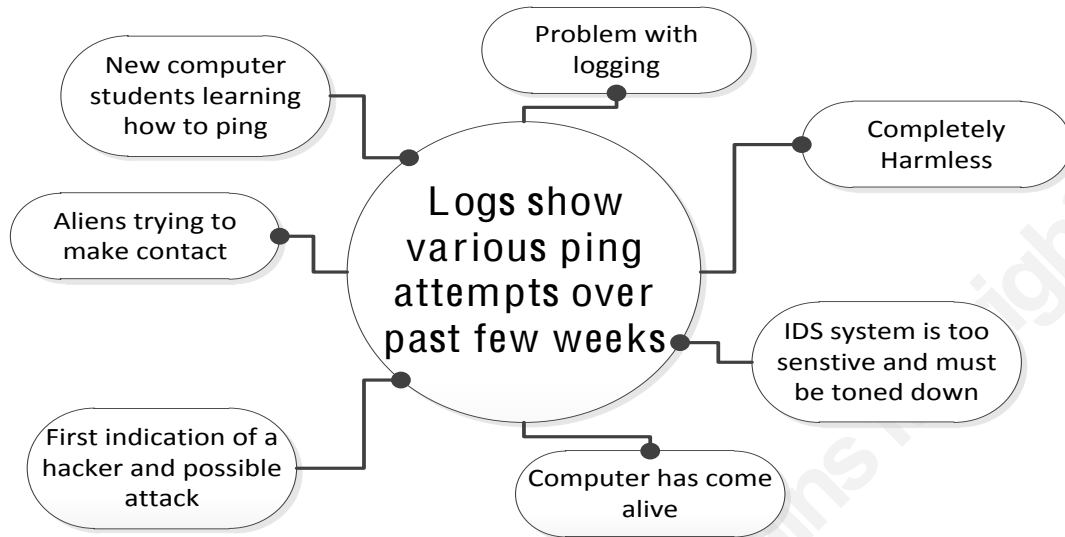 Problem with
logging
New computer
students learning
how to ping
Completely
Harmless
Logs show
various ping
attempts over
past few weeks
Aliens trying to
make contact
IDS system is too
senstive and must
be toned down
First indication of a
hacker and possible
attack
Computer has come
alive